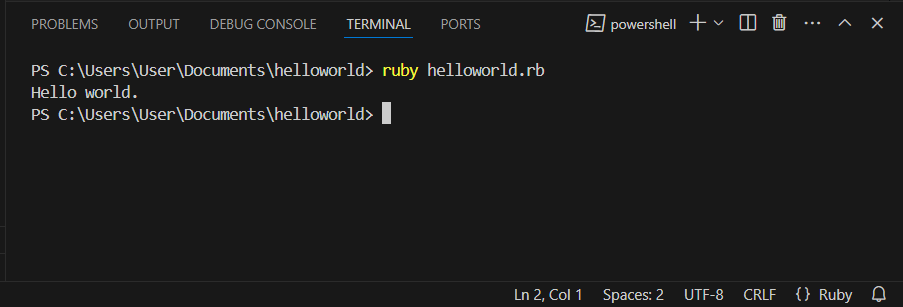 PROBLEMS OUTPUT DEBUG CONSOLE TERMINAL PORTS powershell
PS C:\Users\User\Documents\helloworld> ruby helloworld.rb
Hello world.
PS C:\Users\User\Documents\helloworld>
Ln 2, Col 1 Spaces: 2 UTF-8 CRLF {} Ruby